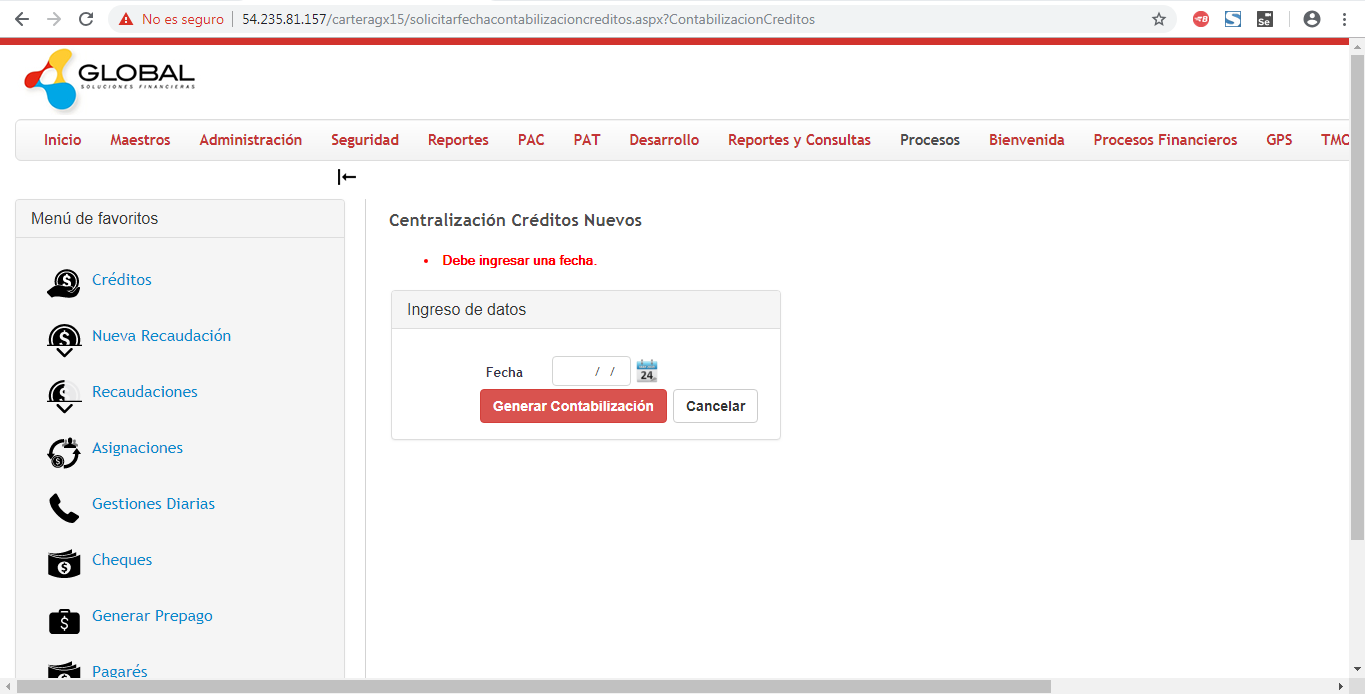 No es seguro | 54.235.81.157/carteragx15/solicitarfechacontabilizacioncreditos.aspx?ContabilizacionCreditos
GLOBAL
SOLUCIONES FINANCIERAS
Inicio Maestros Administración Seguridad Reportes PAC PAT Desarrollo Reportes y Consultas Procesos Bienvenida Procesos Financieros GPS TMO
Menú de favoritos
Créditos
Nueva Recaudación
Recaudaciones
Asignaciones
Gestiones Diarias
Cheques
Generar Prepago
Pagarés
Centralización Créditos Nuevos
• Debe ingresar una fecha.
Ingreso de datos
Fecha / / 24
Generar Contabilización Cancelar